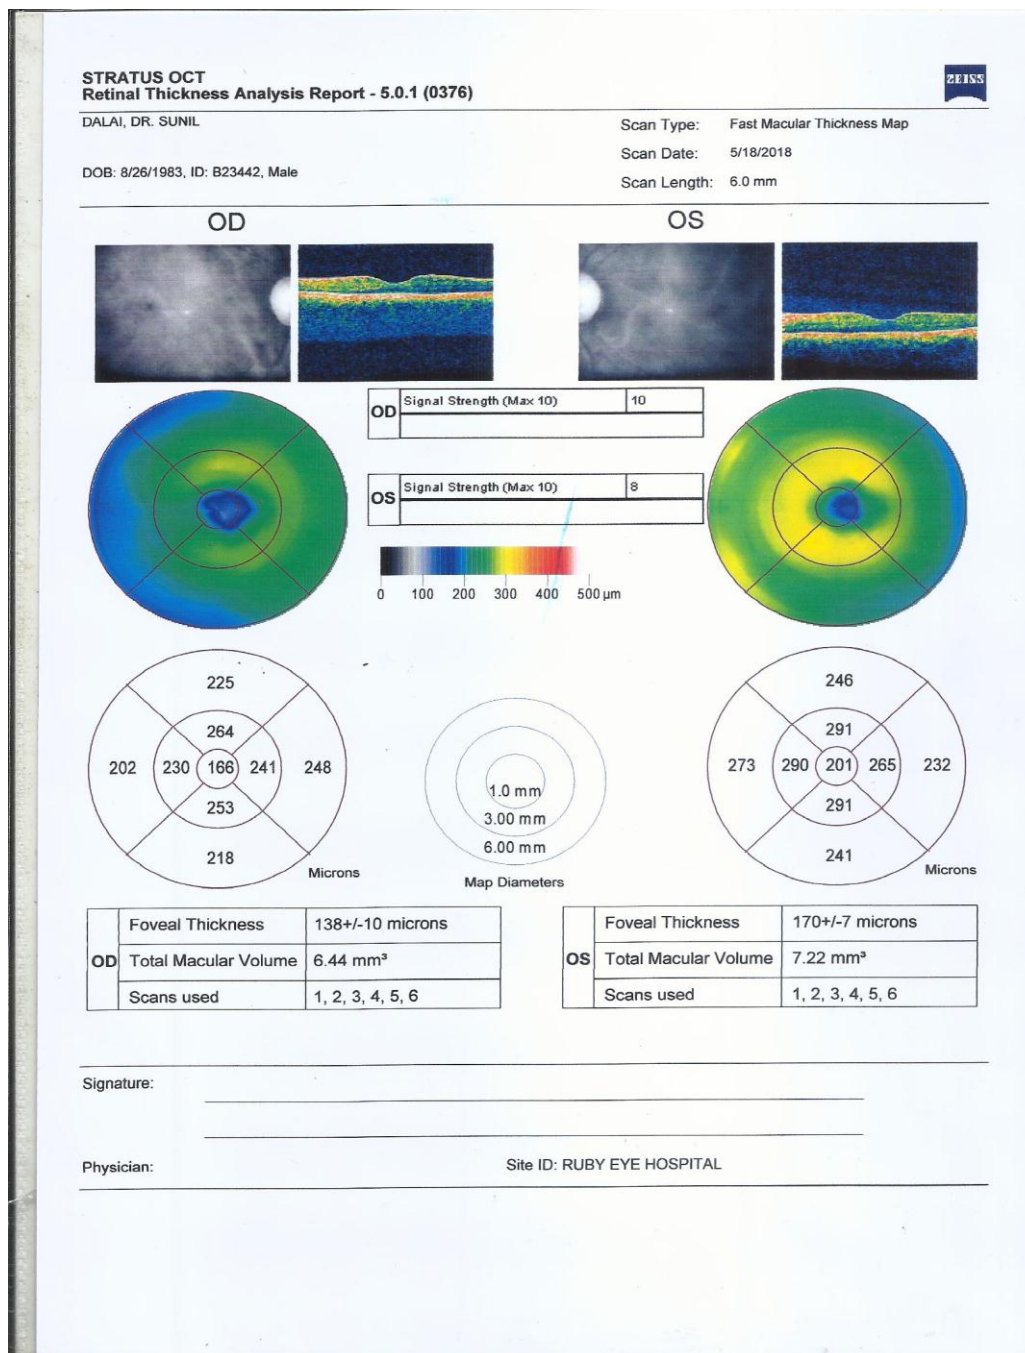 STRATUS OCT
Retinal Thickness Analysis Report - 5.0.1 (0376)
ZEISS
DALAI, DR. SUNIL
DOB: 8/26/1983, ID: B23442, Male
Scan Type: Fast Macular Thickness Map
Scan Date: 5/18/2018
Scan Length: 6.0 mm
OD
OS
OD Signal Strength (Max 10) 10
OS Signal Strength (Max 10) 8
0 100 200 300 400 500 µm
225
264
202 230 166 241 248
253
218
Microns
1.0 mm
3.00 mm
6.00 mm
Map Diameters
246
291
273 290 201 265 232
291
241
Microns
OD
Foveal Thickness 138+/-10 microns
Total Macular Volume 6.44 mm³
Scans used 1, 2, 3, 4, 5, 6
OS
Foveal Thickness 170+/-7 microns
Total Macular Volume 7.22 mm³
Scans used 1, 2, 3, 4, 5, 6
Signature:
Physician:
Site ID: RUBY EYE HOSPITAL